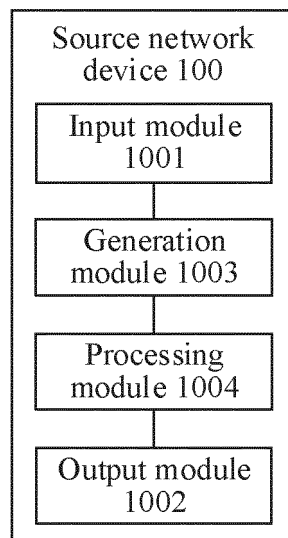 Source network
device 100
Input module
1001
Generation
module 1003
Processing
module 1004
Output module
1002